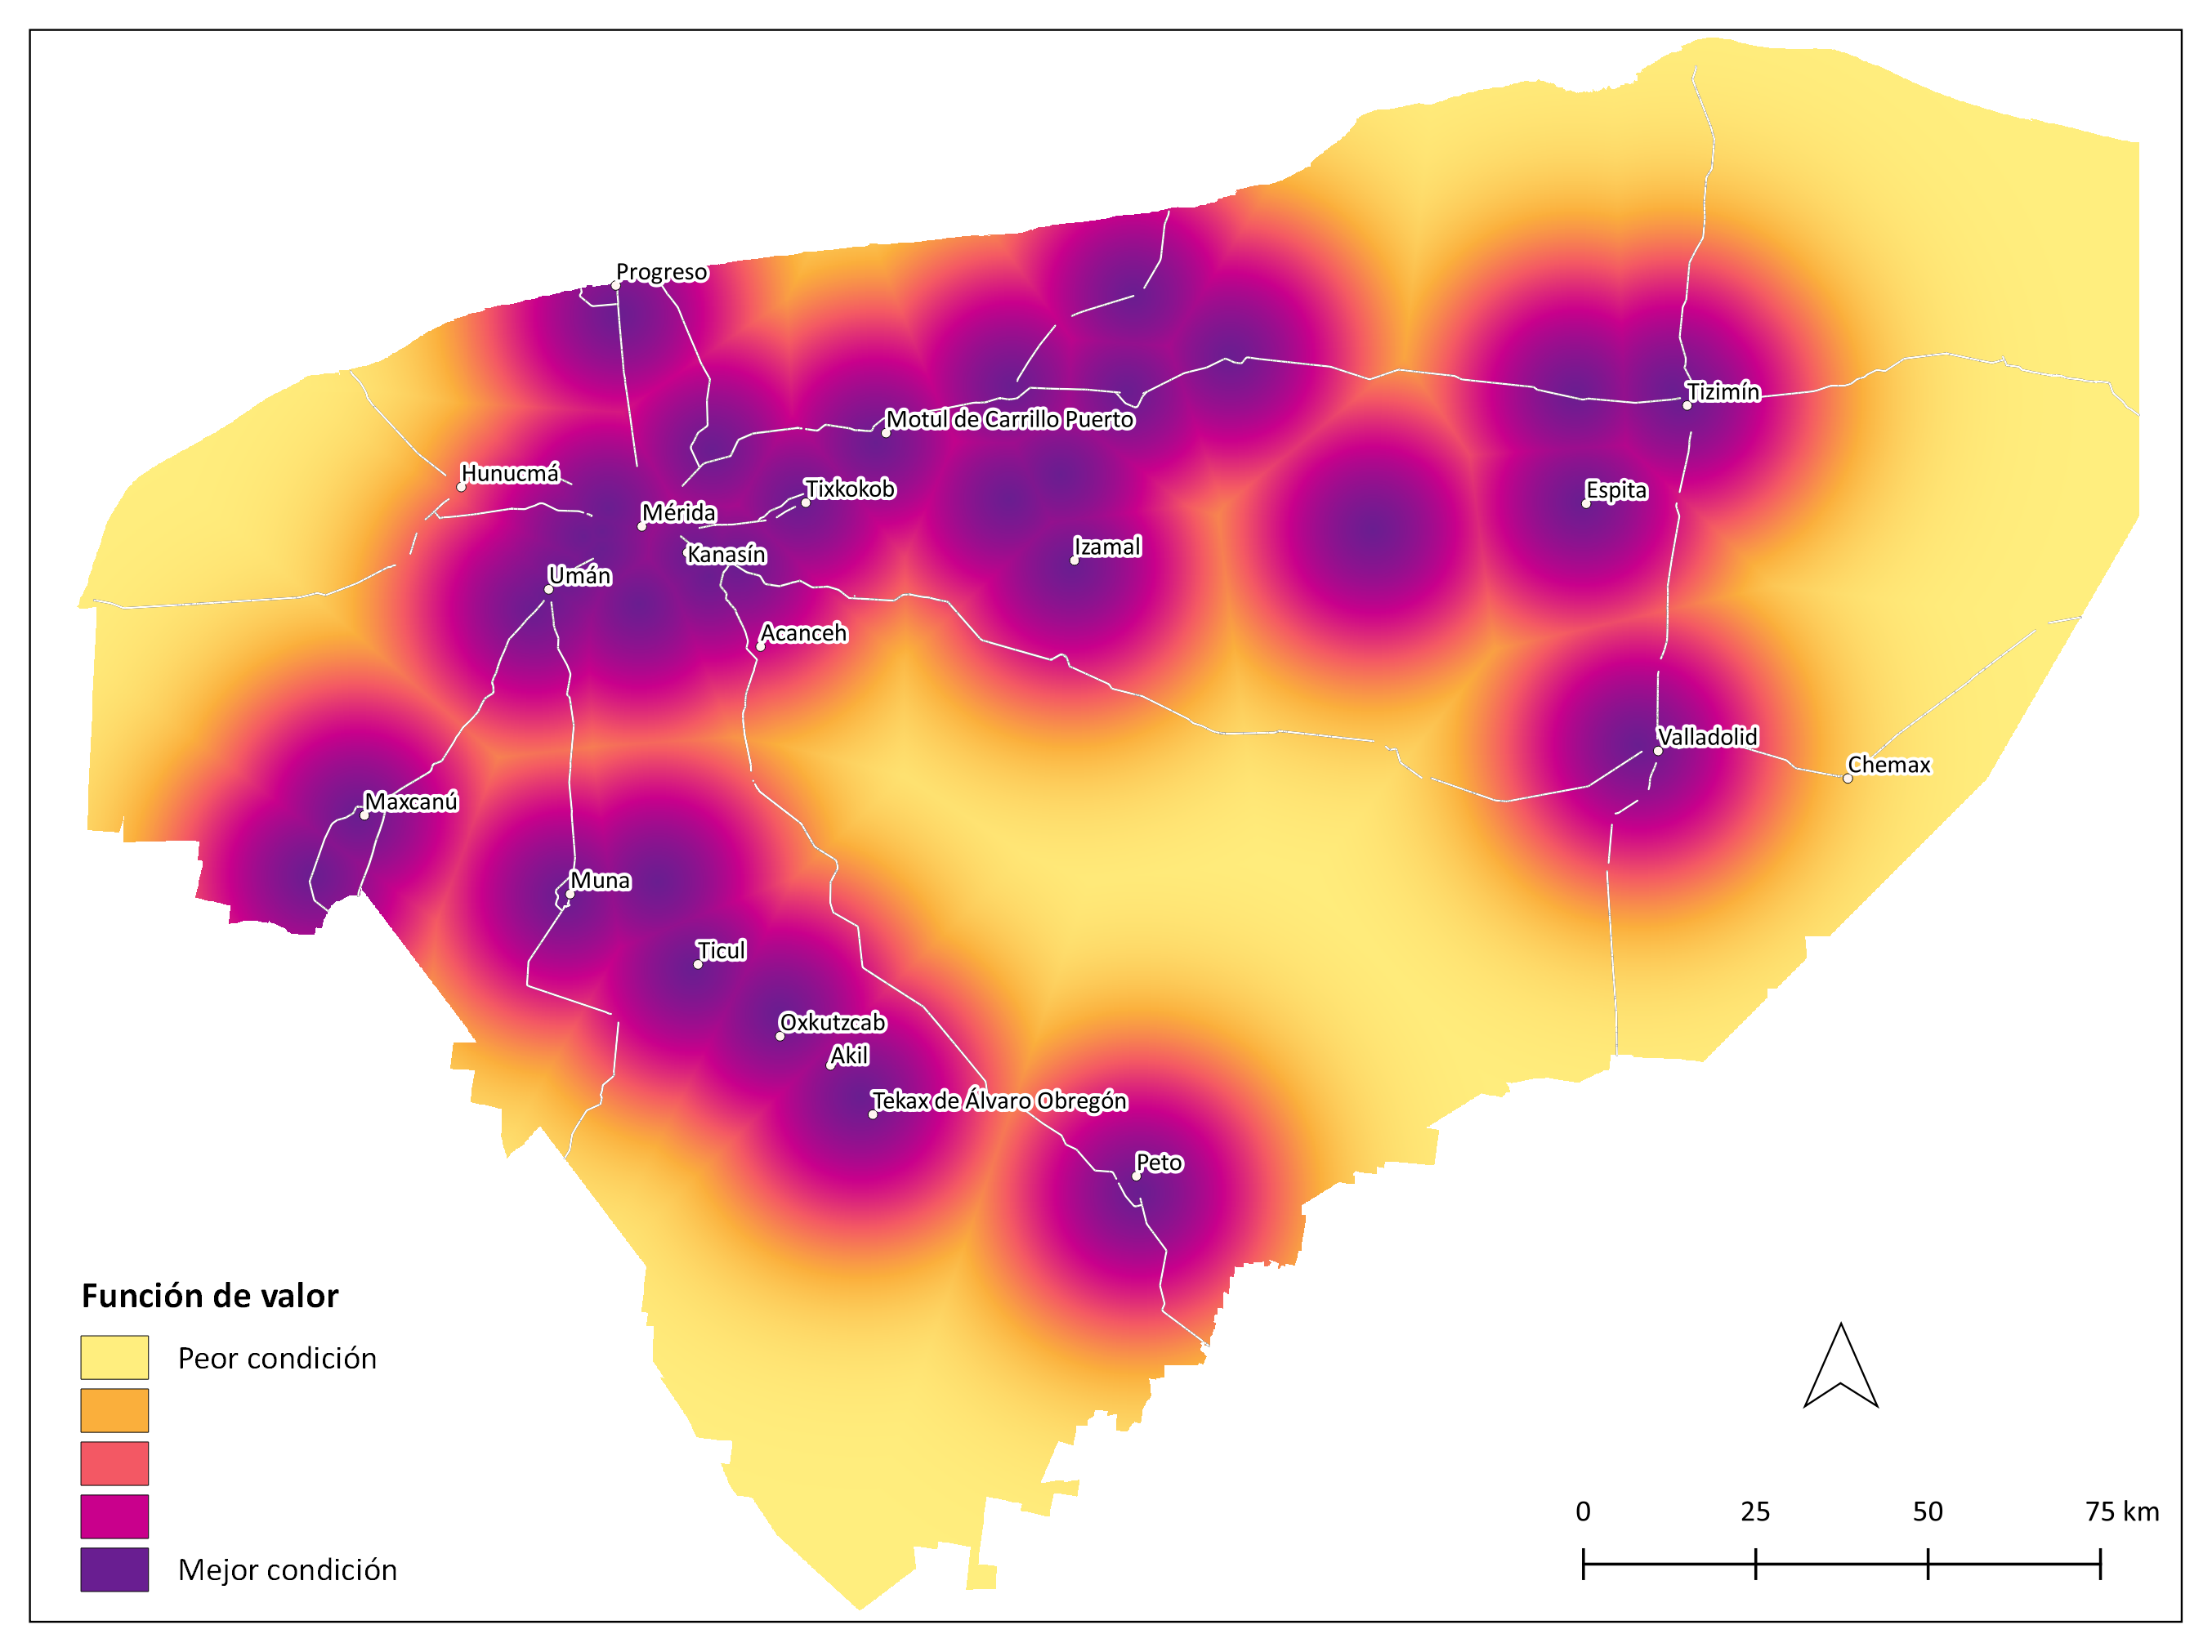 Progreso
Tizimín
Motul de Carrillo Puerto
Hunucmá
Tixkokob
Espita
Mérida
Kanasín
Izamal
Umán
Acanceh
Valladolid
Chemax
Maxcanú
Muna
Ticul
Oxkutzcab
Akil
Tekax de Álvaro Obregón
Peto
Función de valor
Peor condición
Mejor condición
0 25 50 75 km